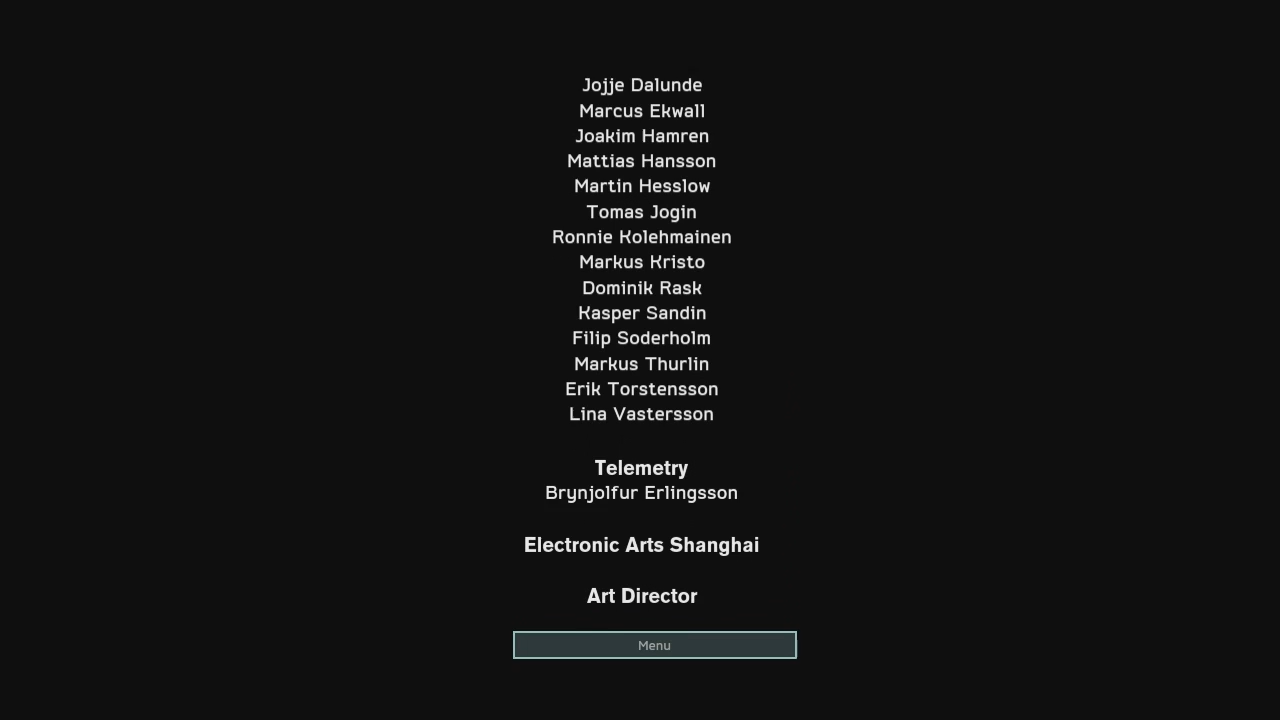 Jojje Dalunde
Marcus Ekwall
Joakim Hamren
Mattias Hansson
Martin Hesslow
Tomas Jogin
Ronnie Kolehmainen
Markus Kristo
Dominik Rask
Kasper Sandin
Filip Soderholm
Markus Thurlin
Erik Torstensson
Lina Vastersson
Telemetry
Brynjolfur Erlingsson
Electronic Arts Shanghai
Art Director
Menu